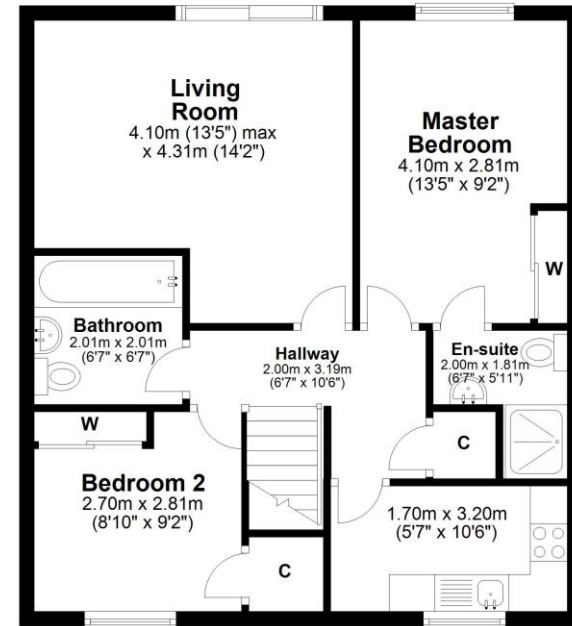 Living
Room
4.10m (13'5") max
x 4.31m (14'2")
Master
Bedroom
4.10m x 2.81m
(13'5" x 9'2")
W
Bathroom
2.01m x 2.01m
(6'7" x 6'7")
Hallway
2.00m x 3.19m
(6'7" x 10'6")
En-suite
2.00m x 1.81m
(6'7" x 5'11")
W
C
Bedroom 2
2.70m x 2.81m
(8'10" x 9'2")
1.70m x 3.20m
(5'7" x 10'6")
C